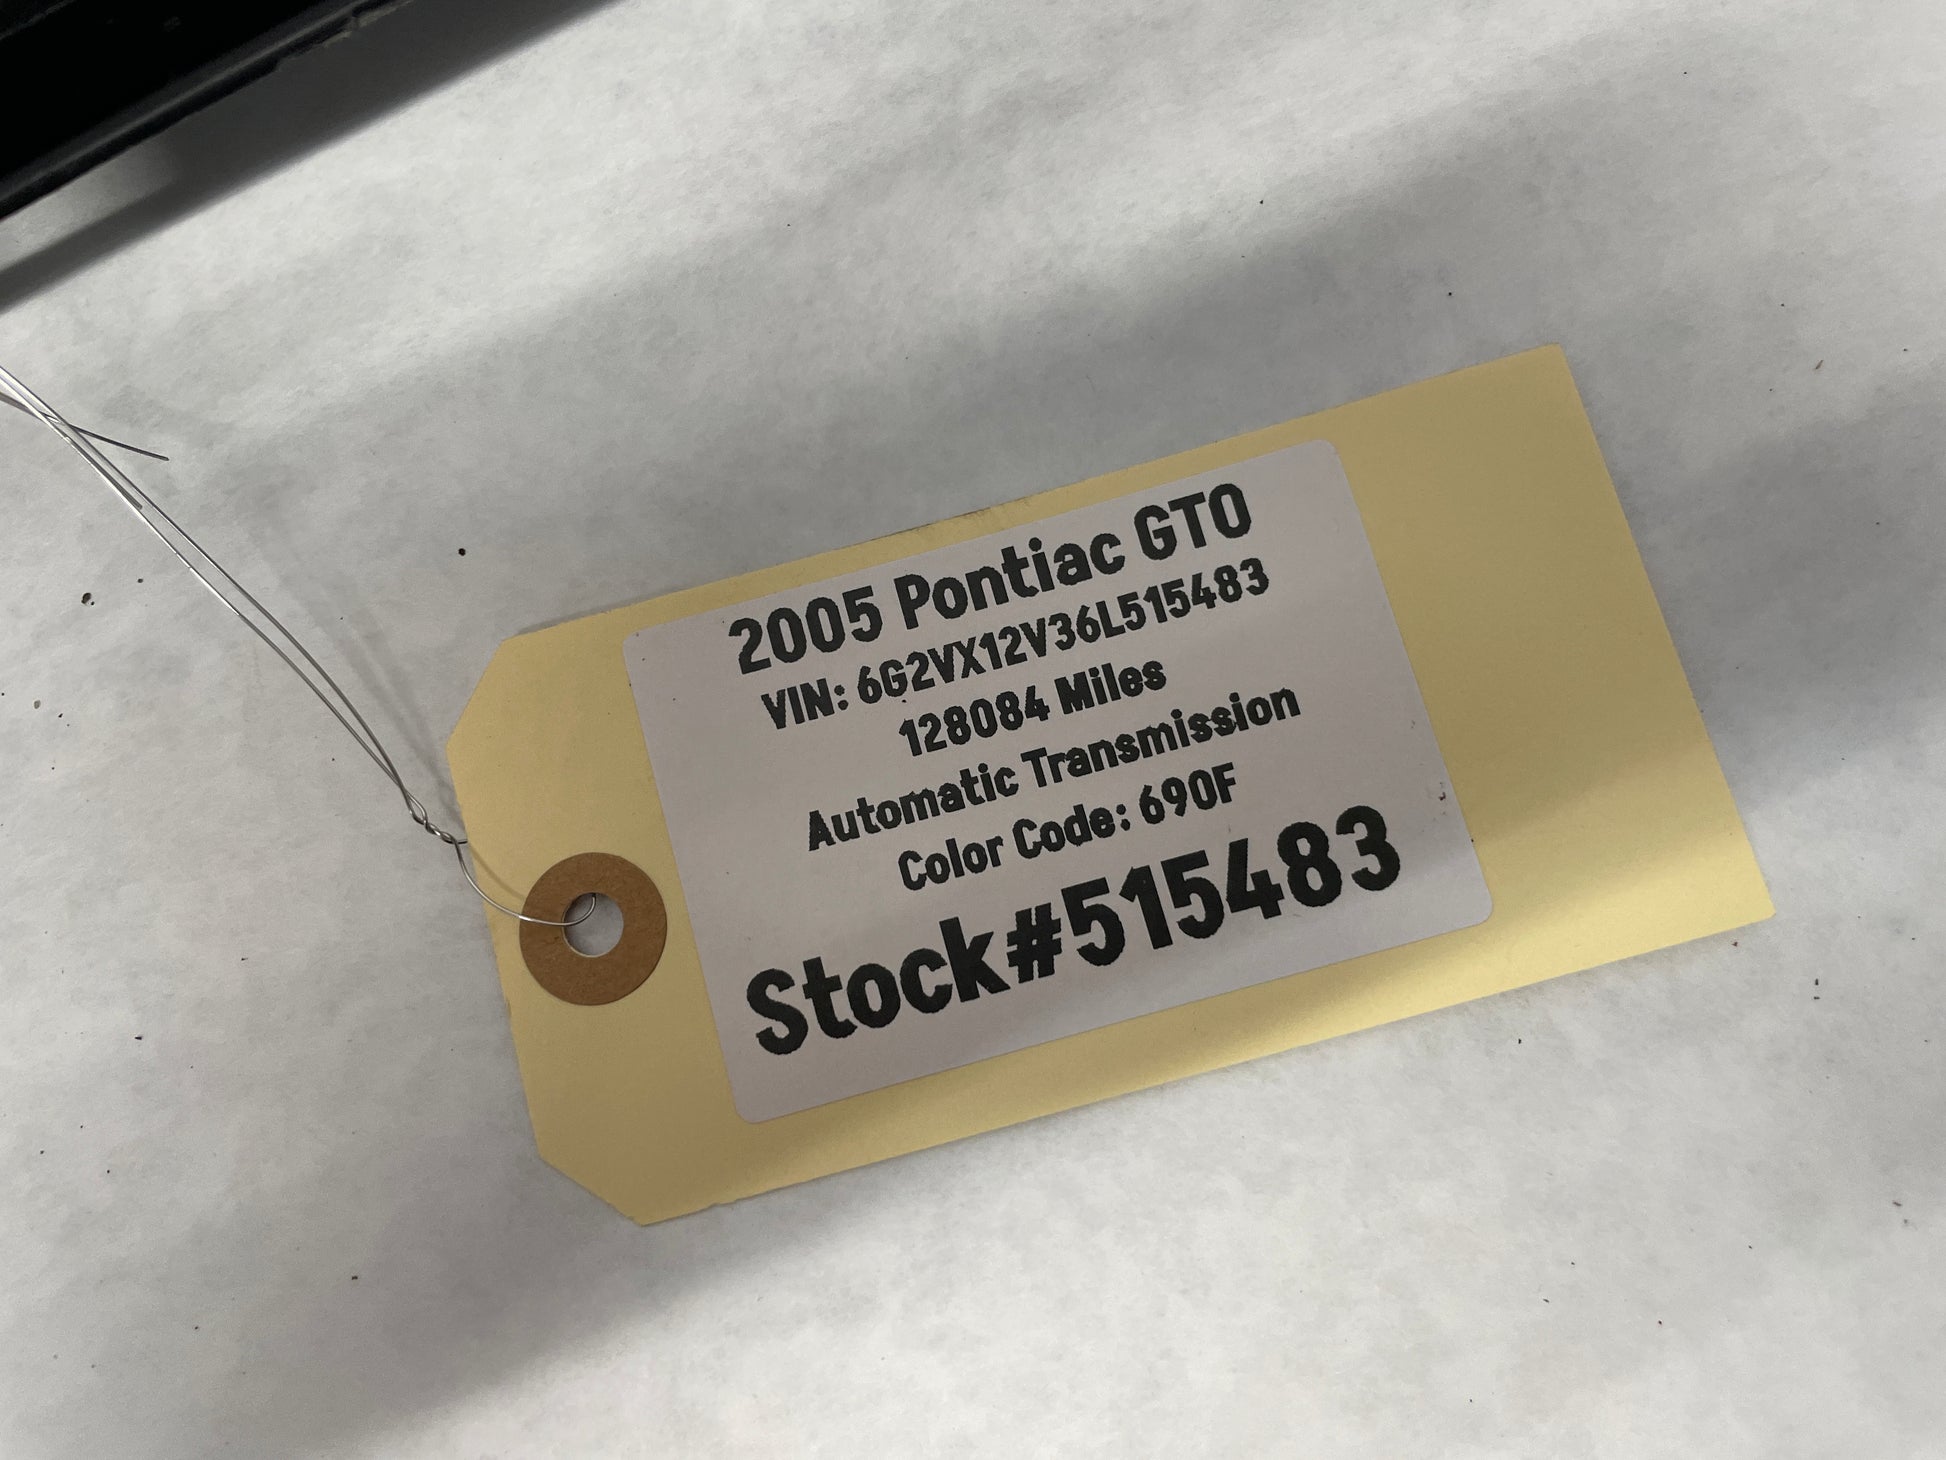 2005 Pontiac GTO
VIN: 6G2VX12V36L515483
128084 Miles
Automatic Transmission
Color Code: 690F
Stock#515483